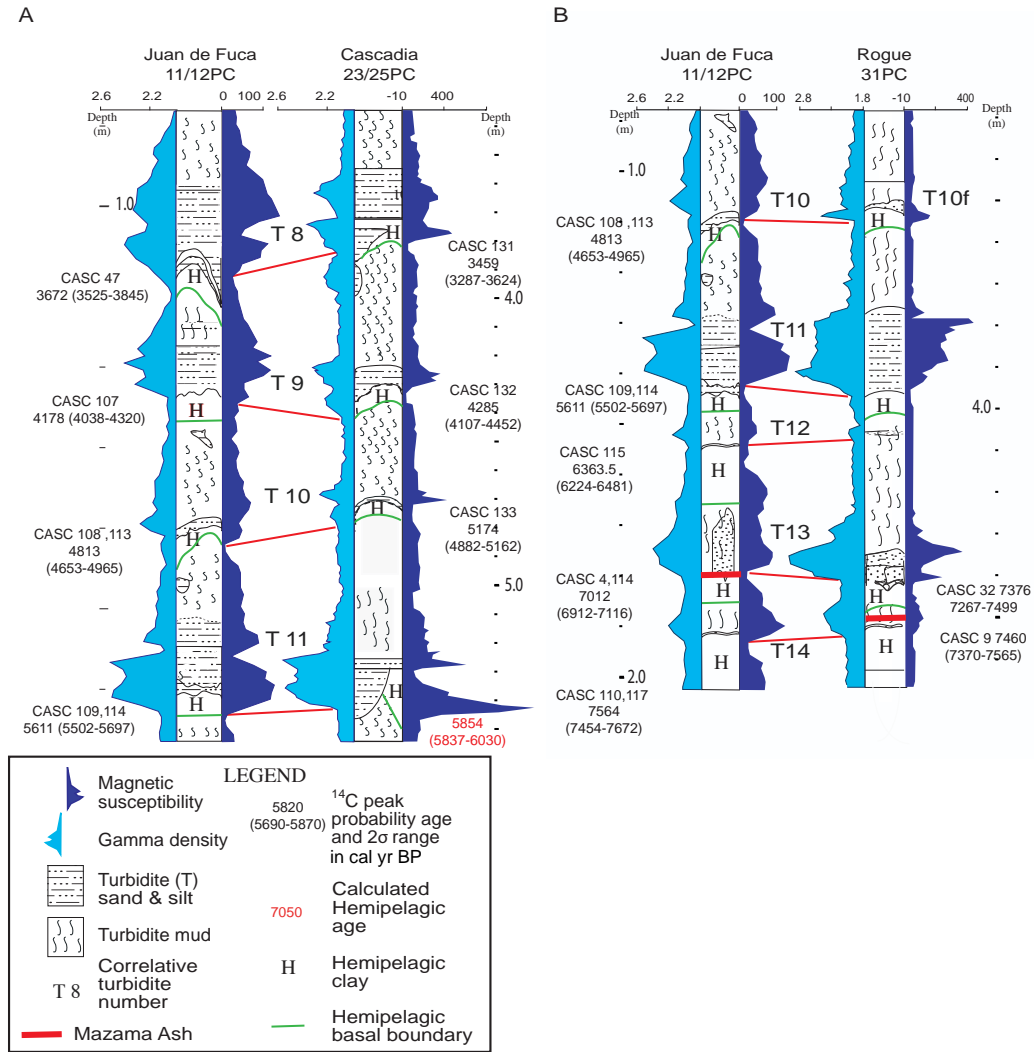 A
B
Juan de Fuca
11/12PC
Cascadia
23/25PC
Juan de Fuca
11/12PC
Rogue
31PC
2.6
2.2
0
100
2.6
2.2
-10
400
2.6
2.2
0
100
2.8
1.8
-10
400
Depth
(m)
Depth
(m)
Depth
(m)
Depth
(m)
1.0
T 8
H
H
CASC 47
3672 (3525-3845)
CASC 131
3459
(3287-3624)
4.0
T 9
H
H
CASC 107
4178 (4038-4320)
CASC 132
4285
(4107-4452)
T 10
H
H
CASC 108 ,113
4813
(4653-4965)
CASC 133
5174
(4882-5162)
5.0
T 11
H
H
CASC 109,114
5611 (5502-5697)
5854
(5837-6030)
1.0
T10
T10f
H
H
CASC 108 ,113
4813
(4653-4965)
T11
H
H
CASC 109,114
5611 (5502-5697)
4.0
T12
CASC 115
6363.5
(6224-6481)
H
T13
CASC 4,114
7012
(6912-7116)
H
H
CASC 32 7376
7267-7499
CASC 9 7460
(7370-7565)
T14
H
H
2.0
CASC 110,117
7564
(7454-7672)
LEGEND
Magnetic
susceptibility
Gamma density
Turbidite (T)
sand & silt
Turbidite mud
T 8
Correlative
turbidite
number
Mazama Ash
5820
(5690-5870)
14C peak
probability age
and 2σ range
in cal yr BP
7050
Calculated
Hemipelagic
age
H
Hemipelagic
clay
Hemipelagic
basal boundary